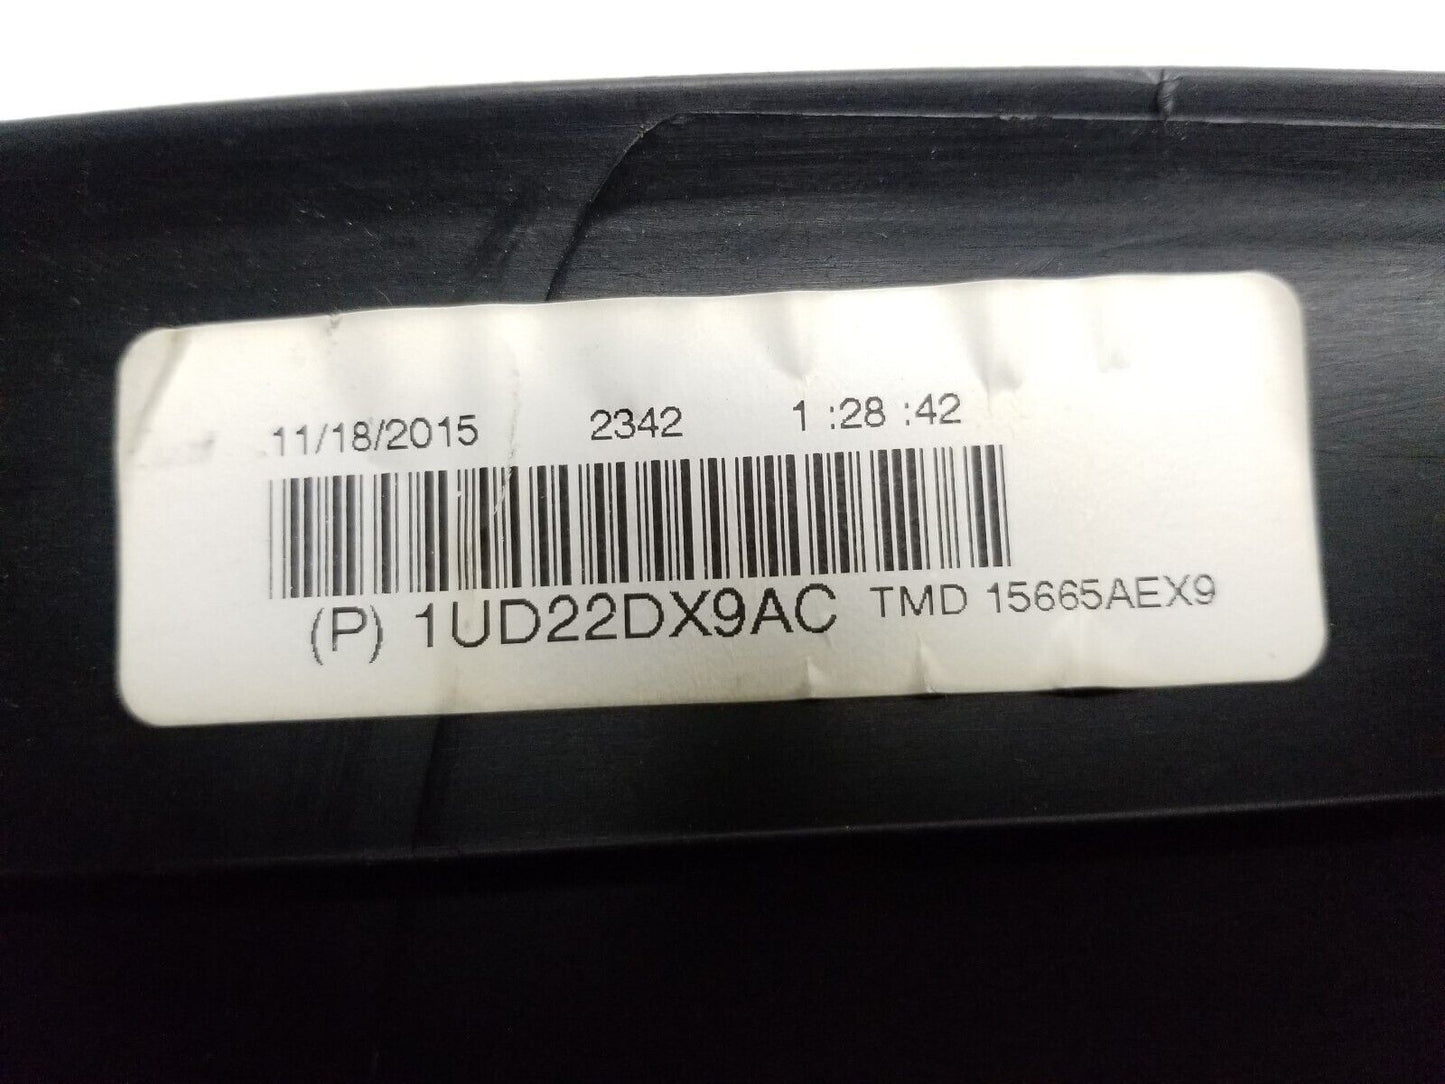 11/18/2015 2342 1 :28 :42
(P) 1UD22DX9AC TMD 15665AEX9